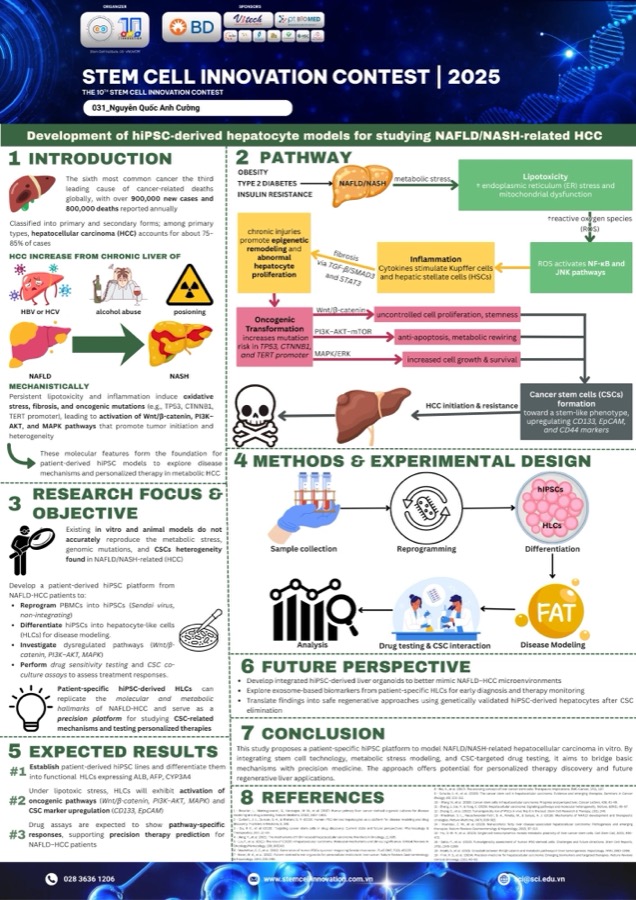 ORGANIZER
SPONSORS
BD
Vitech
STEM CELL INNOVATION CONTEST | 2025
THE 10TH STEM CELL INNOVATION CONTEST
031_Nguyên Quốc Anh Cường
Development of hiPSC-derived hepatocyte models for studying NAFLD/NASH-related HCC
1 INTRODUCTION
The sixth most common cancer the third
leading cause of cancer-related deaths
globally, with over 900,000 new cases and
800,000 deaths reported annually
Classified into primary and secondary forms; among primary
types, hepatocellular carcinoma (HCC) accounts for about 75–
85% of cases
HCC INCREASE FROM CHRONIC LIVER OF
HBV or HCV
alcohol abuse
posioning
NAFLD
NASH
MECHANISTICALLY
Persistent lipotoxicity and inflammation induce oxidative
stress, fibrosis, and oncogenic mutations (e.g., TP53, CTNNB1,
TERT promoter), leading to activation of Wnt/β-catenin, PI3K–
AKT, and MAPK pathways that promote tumor initiation and
heterogeneity
These molecular features form the foundation for
patient-derived hiPSC models to explore disease
mechanisms and personalized therapy in metabolic HCC
2 PATHWAY
OBESITY
TYPE 2 DIABETES
INSULIN RESISTANCE
NAFLD/NASH
metabolic stress
Lipotoxicity
= endoplasmic reticulum (ER) stress and
mitochondrial dysfunction
↑reactive oxygen species
(ROS)
ROS activates NF-κB and
JNK pathways
Inflammation
Cytokines stimulate Kupffer cells
and hepatic stellate cells (HSCs)
fibrosis
via TGF-β/SMAD3
and STAT3
chronic injuries
promote epigenetic
remodeling and
abnormal
hepatocyte
proliferation
Oncogenic
Transformation
increases mutation
risk in TP53, CTNNB1,
and TERT promoter
Wnt/β-catenin
uncontrolled cell proliferation, stemness
PI3K–AKT–mTOR
anti-apoptosis, metabolic rewiring
MAPK/ERK
increased cell growth & survival
Cancer stem cells (CSCs)
formation
toward a stem-like phenotype,
upregulating CD133, EpCAM,
and CD44 markers
HCC initiation & resistance
3 RESEARCH FOCUS &
OBJECTIVE
Existing in vitro and animal models do not
accurately reproduce the metabolic stress,
genomic mutations, and CSCs heterogeneity
found in NAFLD/NASH-related (HCC)
Develop a patient-derived hiPSC platform from
NAFLD-HCC patients to:
• Reprogram PBMCs into hiPSCs (Sendai virus,
non-integrating)
• Differentiate hiPSCs into hepatocyte-like cells
(HLCs) for disease modeling.
• Investigate dysregulated pathways (Wnt/β-
catenin, PI3K–AKT, MAPK)
• Perform drug sensitivity testing and CSC co-
culture assays to assess treatment responses.
Patient-specific hiPSC-derived HLCs can
replicate the molecular and metabolic
hallmarks of NAFLD-HCC and serve as a
precision platform for studying CSC-related
mechanisms and testing personalized therapies
4 METHODS & EXPERIMENTAL DESIGN
hiPSCs
HLCs
Sample collection
Reprogramming
Differentiation
FAT
Analysis
Drug testing & CSC interaction
Disease Modeling
5 EXPECTED RESULTS
#1 Establish patient-derived hiPSC lines and differentiate them
into functional HLCs expressing ALB, AFP, CYP3A4
#2 Under lipotoxic stress, HLCs will exhibit activation of
oncogenic pathways (Wnt/β-catenin, PI3K–AKT, MAPK) and
CSC marker upregulation (CD133, EpCAM)
#3 Drug assays are expected to show pathway-specific
responses, supporting precision therapy prediction for
NAFLD–HCC patients
6 FUTURE PERSPECTIVE
• Develop integrated hiPSC-derived liver organoids to better mimic NAFLD–HCC microenvironments
• Explore exosome-based biomarkers from patient-specific HLCs for early diagnosis and therapy monitoring
• Translate findings into safe regenerative approaches using genetically validated hiPSC-derived hepatocytes after CSC
elimination
7 CONCLUSION
This study proposes a patient-specific hiPSC platform to model NAFLD/NASH-related hepatocellular carcinoma in vitro. By
integrating stem cell technology, metabolic stress modeling, and CSC-targeted drug testing, it aims to bridge basic
mechanisms with precision medicine. The approach offers potential for personalized therapy discovery and future
regenerative liver applications.
8 REFERENCES
028 3636 1206
www.stemcellinnovation.com.vn
sci@sci.edu.vn